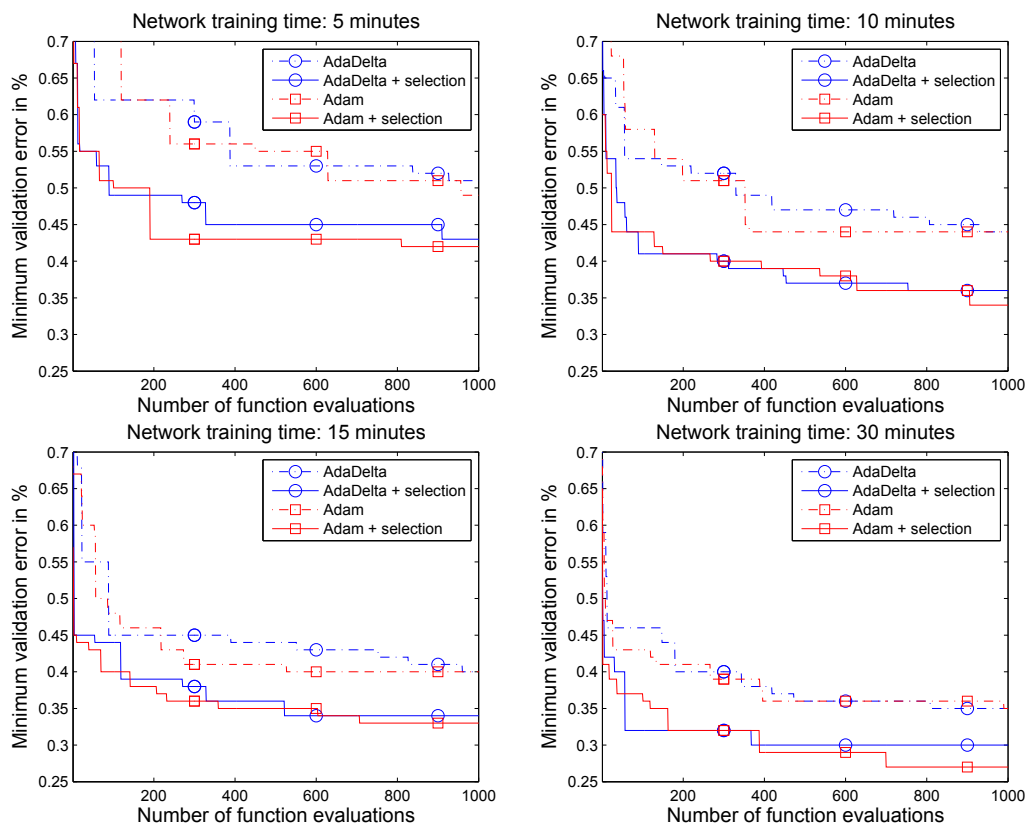 Network training time: 5 minutes
Minimum validation error in %
0.7
0.65
0.6
0.55
0.5
0.45
0.4
0.35
0.3
0.25
AdaDelta
AdaDelta + selection
Adam
Adam + selection
200 400 600 800 1000
Number of function evaluations
Network training time: 10 minutes
Minimum validation error in %
0.7
0.65
0.6
0.55
0.5
0.45
0.4
0.35
0.3
0.25
AdaDelta
AdaDelta + selection
Adam
Adam + selection
200 400 600 800 1000
Number of function evaluations
Network training time: 15 minutes
Minimum validation error in %
0.7
0.65
0.6
0.55
0.5
0.45
0.4
0.35
0.3
0.25
AdaDelta
AdaDelta + selection
Adam
Adam + selection
200 400 600 800 1000
Number of function evaluations
Network training time: 30 minutes
Minimum validation error in %
0.7
0.65
0.6
0.55
0.5
0.45
0.4
0.35
0.3
0.25
AdaDelta
AdaDelta + selection
Adam
Adam + selection
200 400 600 800 1000
Number of function evaluations